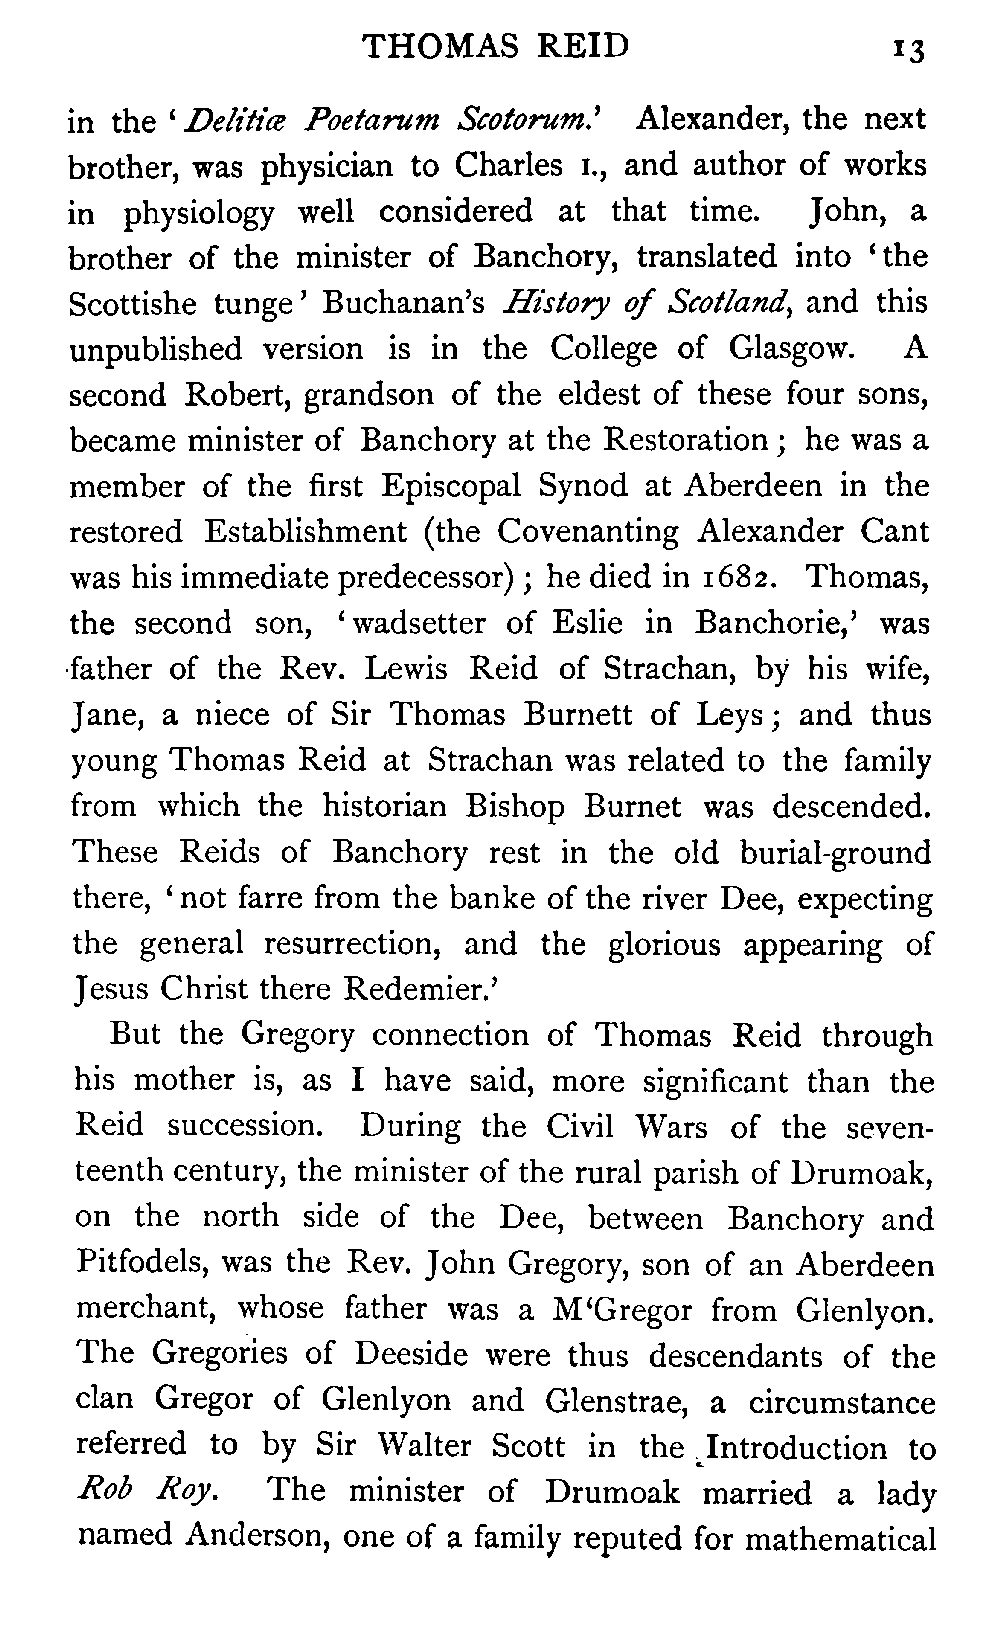 THOMAS REID 13
in the ‘Delitiæ Poetarum Scotorum.’ Alexander, the next
brother, was physician to Charles I., and author of works
in physiology well considered at that time. John, a
brother of the minister of Banchory, translated into ‘the
Scottishe tunge’ Buchanan’s History of Scotland, and this
unpublished version is in the College of Glasgow. A
second Robert, grandson of the eldest of these four sons,
became minister of Banchory at the Restoration; he was a
member of the first Episcopal Synod at Aberdeen in the
restored Establishment (the Covenanting Alexander Cant
was his immediate predecessor); he died in 1682. Thomas,
the second son, ‘wadsetter of Eslie in Banchorie,’ was
father of the Rev. Lewis Reid of Strachan, by his wife,
Jane, a niece of Sir Thomas Burnett of Leys; and thus
young Thomas Reid at Strachan was related to the family
from which the historian Bishop Burnet was descended.
These Reids of Banchory rest in the old burial-ground
there, ‘not farre from the banke of the river Dee, expecting
the general resurrection, and the glorious appearing of
Jesus Christ there Redemier.’
But the Gregory connection of Thomas Reid through
his mother is, as I have said, more significant than the
Reid succession. During the Civil Wars of the seven-
teenth century, the minister of the rural parish of Drumoak,
on the north side of the Dee, between Banchory and
Pitfodels, was the Rev. John Gregory, son of an Aberdeen
merchant, whose father was a M‘Gregor from Glenlyon.
The Gregories of Deeside were thus descendants of the
clan Gregor of Glenlyon and Glenstrae, a circumstance
referred to by Sir Walter Scott in the Introduction to
Rob Roy. The minister of Drumoak married a lady
named Anderson, one of a family reputed for mathematical